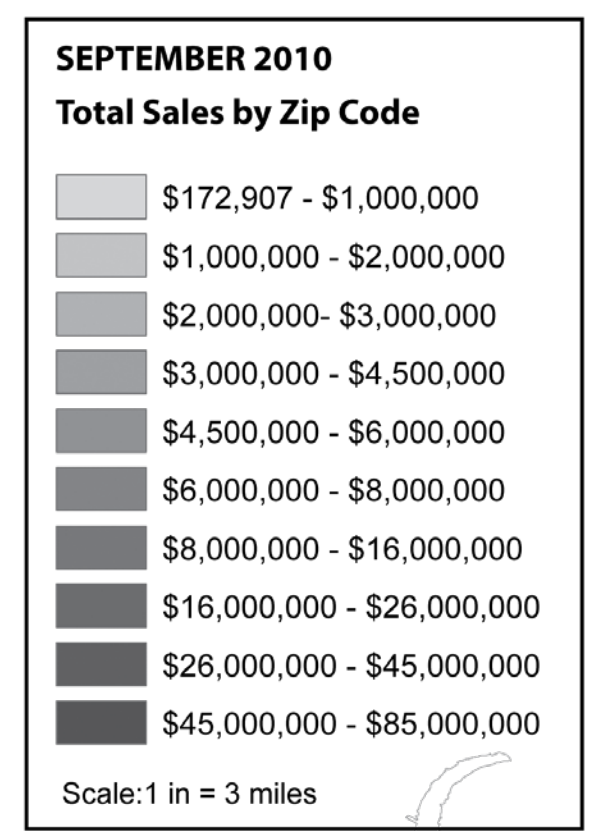 SEPTEMBER 2010
Total Sales by Zip Code
$172,907 - $1,000,000
$1,000,000 - $2,000,000
$2,000,000- $3,000,000
$3,000,000 - $4,500,000
$4,500,000 - $6,000,000
$6,000,000 - $8,000,000
$8,000,000 - $16,000,000
$16,000,000 - $26,000,000
$26,000,000 - $45,000,000
$45,000,000 - $85,000,000
Scale:1 in = 3 miles